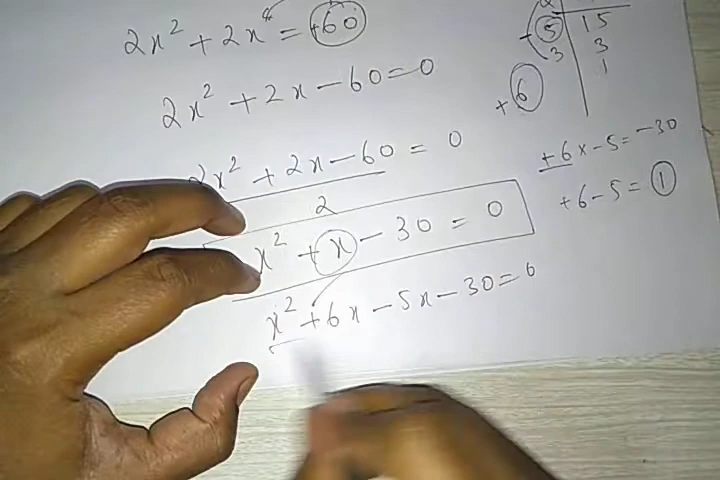 2x² + 2x = +60
2x² + 2x - 60 = 0
2x² + 2x - 60 = 0
2
x² + x - 30 = 0
x² + 6x - 5x - 30 = 0
5 15
3 3
1
+6
+6 x -5 = -30
+6 - 5 = 1